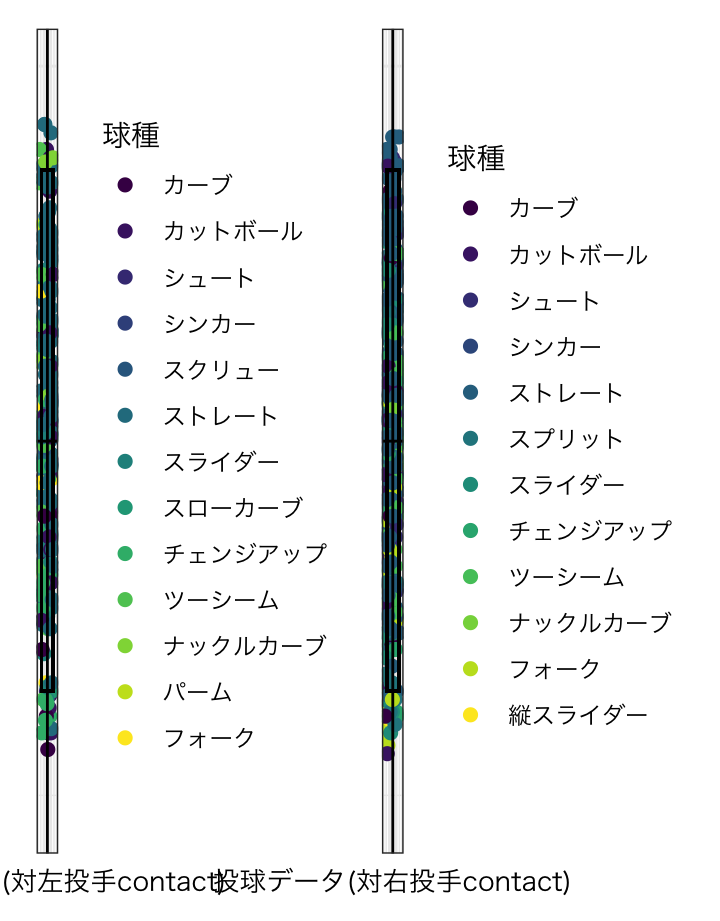 球種
カーブ
カットボール
シュート
シンカー
スクリュー
ストレート
スライダー
スローカーブ
チェンジアップ
ツーシーム
ナックルカーブ
パーム
フォーク
球種
カーブ
カットボール
シュート
シンカー
ストレート
スプリット
スライダー
チェンジアップ
ツーシーム
ナックルカーブ
フォーク
縦スライダー
(対左投手contact)
投球データ(対右投手contact)